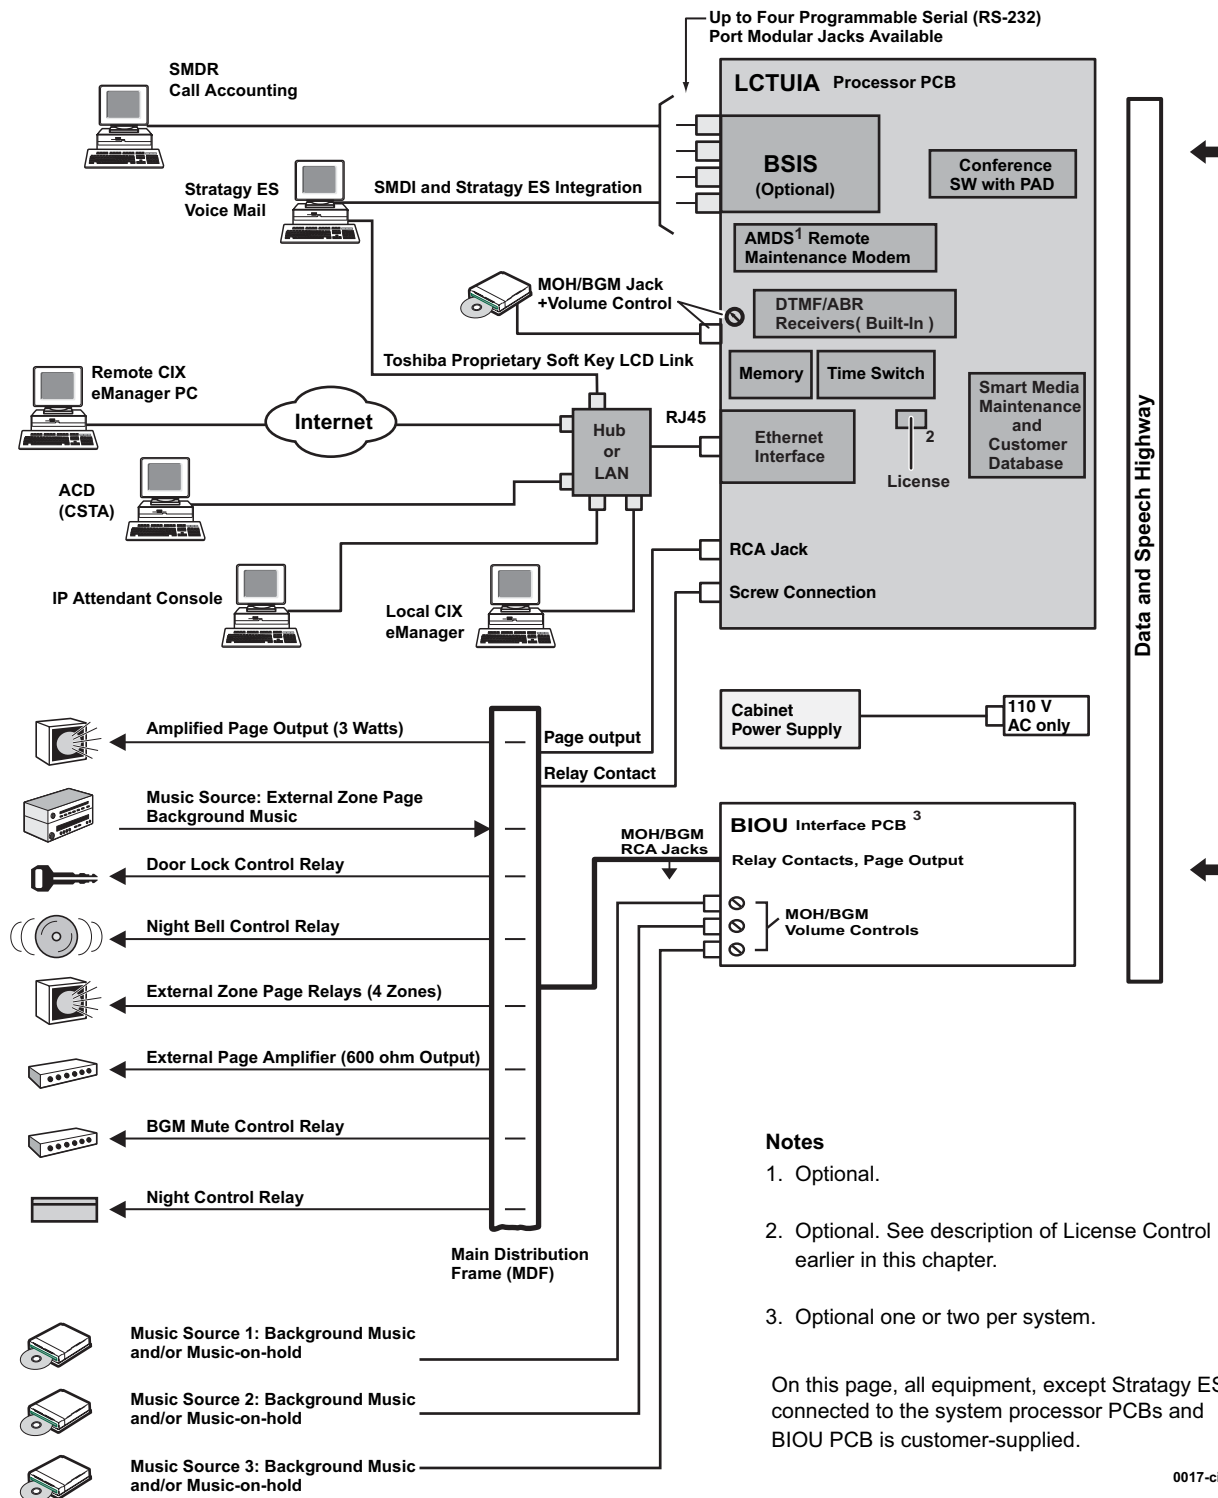 Up to Four Programmable Serial (RS-232)
Port Modular Jacks Available
SMDR
Call Accounting
LCTUIA Processor PCB
BSIS
(Optional)
Conference
SW with PAD
Stratagy ES
Voice Mail
SMDI and Stratagy ES Integration
AMDS1 Remote
Maintenance Modem
MOH/BGM Jack
+Volume Control
DTMF/ABR
Receivers( Built-In )
Toshiba Proprietary Soft Key LCD Link
Remote CIX
eManager PC
Internet
Memory
Time Switch
Smart Media
Maintenance
and
Customer
Database
Hub
or
LAN
RJ45
Ethernet
Interface
2
License
ACD
(CSTA)
RCA Jack
IP Attendant Console
Local CIX
eManager
Screw Connection
Data and Speech Highway
Cabinet
Power Supply
110 V
AC only
Amplified Page Output (3 Watts)
Page output
Relay Contact
Music Source: External Zone Page
Background Music
MOH/BGM
RCA Jacks
BIOU Interface PCB 3
Relay Contacts, Page Output
Door Lock Control Relay
MOH/BGM
Volume Controls
Night Bell Control Relay
External Zone Page Relays (4 Zones)
External Page Amplifier (600 ohm Output)
BGM Mute Control Relay
Night Control Relay
Main Distribution
Frame (MDF)
Music Source 1: Background Music
and/or Music-on-hold
Music Source 2: Background Music
and/or Music-on-hold
Music Source 3: Background Music
and/or Music-on-hold
Notes
1. Optional.
2. Optional. See description of License Control
earlier in this chapter.
3. Optional one or two per system.
On this page, all equipment, except Stratagy ES
connected to the system processor PCBs and
BIOU PCB is customer-supplied.